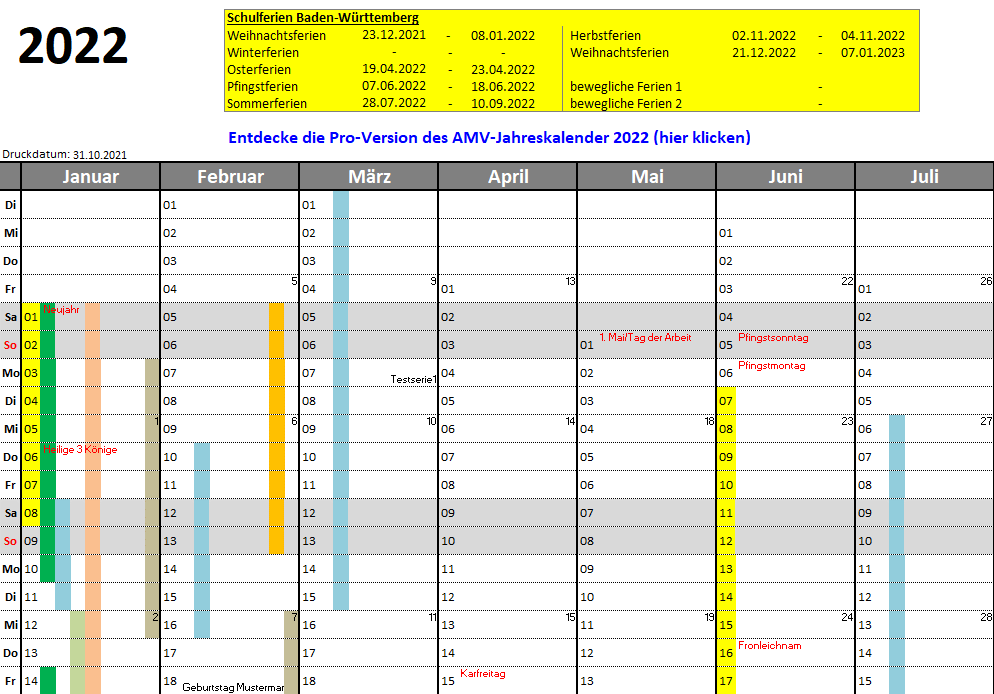 2022
Schulferien Baden-Württemberg
Weihnachtsferien 23.12.2021 - 08.01.2022 Herbstferien 02.11.2022 - 04.11.2022
Winterferien - - - Weihnachtsferien 21.12.2022 - 07.01.2023
Osterferien 19.04.2022 - 23.04.2022
Pfingstferien 07.06.2022 - 18.06.2022 bewegliche Ferien 1 -
Sommerferien 28.07.2022 - 10.09.2022 bewegliche Ferien 2 -
Entdecke die Pro-Version des AMV-Jahreskalender 2022 (hier klicken)
Druckdatum: 31.10.2021
Januar Februar März April Mai Juni Juli
Di 01 01
Mi 02 02 01
Do 03 03 02
Fr 04 5 04 9 01 13 03 22 01 26
Sa 01 Neujahr 05 05 02 04 02
So 02 06 06 03 01 1. Mai/Tag der Arbeit 05 Pfingstsonntag 03
Mo 03 07 07 Testserie1 04 02 06 Pfingstmontag 04
Di 04 08 08 05 03 07 05
Mi 05 1 09 6 09 10 06 14 04 18 08 23 06 27
Do 06 Heilige 3 Könige 10 10 07 05 09 07
Fr 07 11 11 08 06 10 08
Sa 08 12 12 09 07 11 09
So 09 13 13 10 08 12 10
Mo 10 14 14 11 09 13 11
Di 11 15 15 12 10 14 12
Mi 12 2 16 7 16 11 13 15 11 19 15 24 13 28
Do 13 17 17 14 12 16 Fronleichnam 14
Fr 14 18 Geburtstag Musterman 18 15 Karfreitag 13 17 15